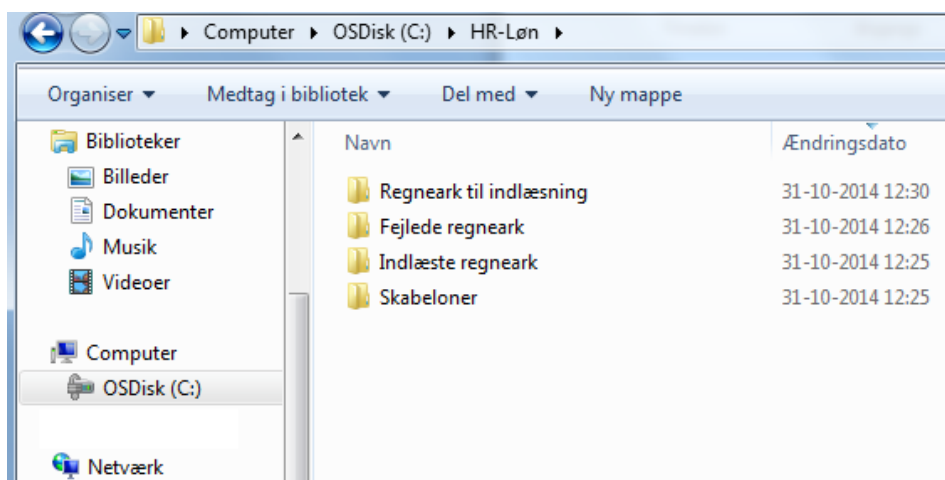 Computer ▸ OSDisk (C:) ▸ HR-Løn ▸
Organiser Medtag i bibliotek Del med Ny mappe
Biblioteker
Billeder
Dokumenter
Musik
Videoer
Computer
OSDisk (C:)
Netværk
Navn Ændringsdato
Regneark til indlæsning 31-10-2014 12:30
Fejlede regneark 31-10-2014 12:26
Indlæste regneark 31-10-2014 12:25
Skabeloner 31-10-2014 12:25